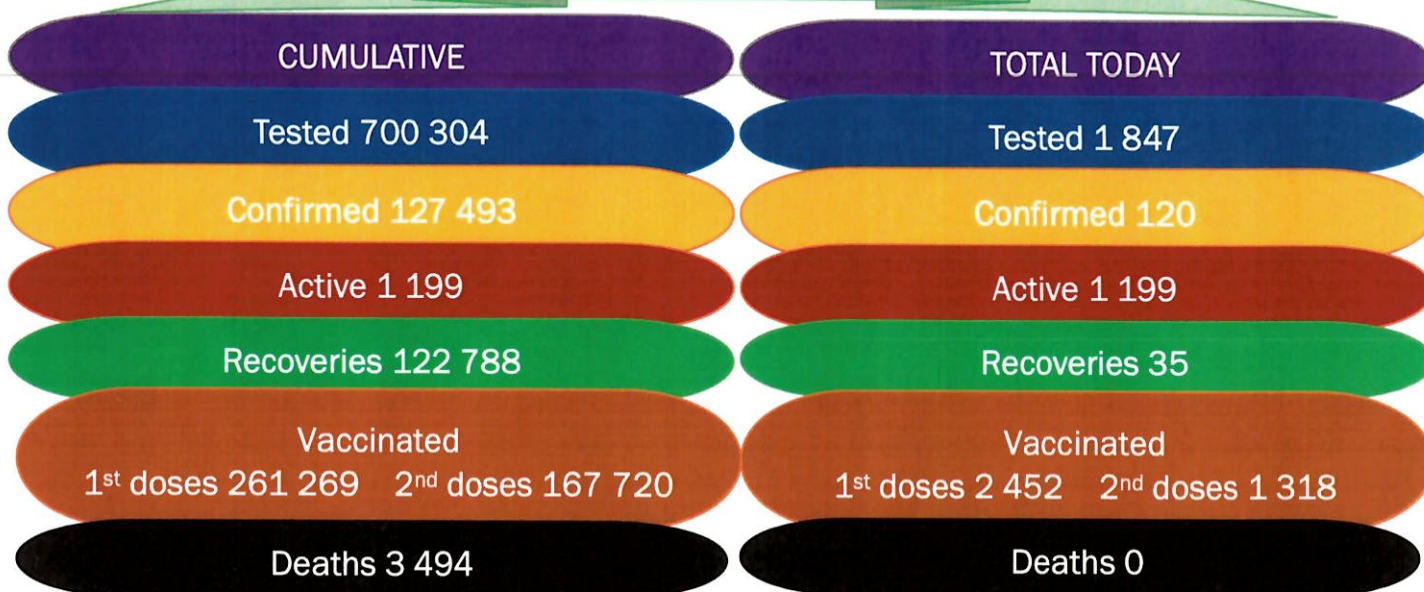 CUMULATIVE
Tested 700 304
Confirmed 127 493
Active 1 199
Recoveries 122 788
Vaccinated
1st doses 261 269 2nd doses 167 720
Deaths 3 494
TOTAL TODAY
Tested 1 847
Confirmed 120
Active 1 199
Recoveries 35
Vaccinated
1st doses 2 452 2nd doses 1 318
Deaths 0